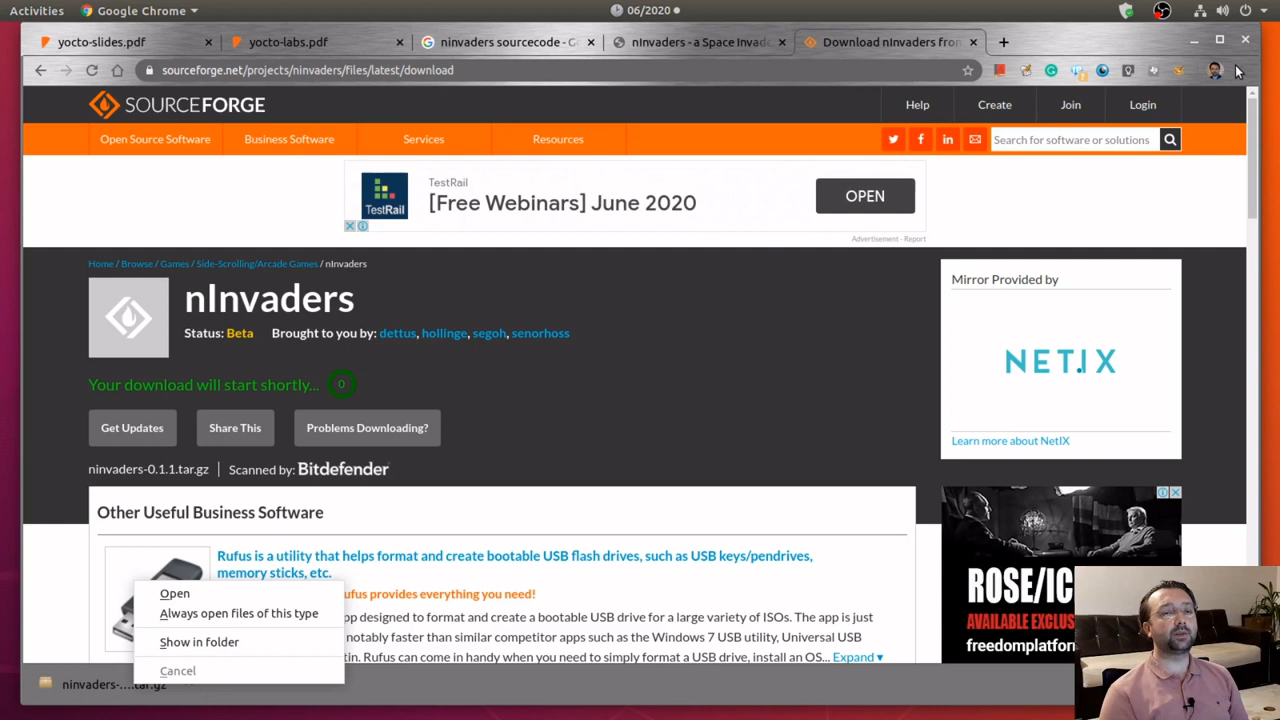 Activities
Google Chrome
06/2020
yocto-slides.pdf
yocto-labs.pdf
ninvaders sourcecode - G
nInvaders - a Space Invade
Download nInvaders from
sourceforge.net/projects/ninvaders/files/latest/download
SOURCEFORGE
Help
Create
Join
Login
Open Source Software
Business Software
Services
Resources
Search for software or solutions
TestRail
TestRail
[Free Webinars] June 2020
OPEN
Advertisement - Report
Home / Browse / Games / Side-Scrolling/Arcade Games / nInvaders
nInvaders
Status: Beta
Brought to you by: dettus, hollinge, segoh, senorhoss
Your download will start shortly... 0
Get Updates
Share This
Problems Downloading?
ninvaders-0.1.1.tar.gz
Scanned by: Bitdefender
Mirror Provided by
NETIX
Learn more about NetIX
Other Useful Business Software
Rufus is a utility that helps format and create bootable USB flash drives, such as USB keys/pendrives,
memory sticks, etc.
ufus provides everything you need!
pp designed to format and create a bootable USB drive for a large variety of ISOs. The app is just
notably faster than similar competitor apps such as the Windows 7 USB utility, Universal USB
tin. Rufus can come in handy when you need to simply format a USB drive, install an OS... Expand
Open
Always open files of this type
Show in folder
Cancel
ninvaders-....tar.gz
ROSE/IC
AVAILABLE EXCLUS
freedomplatfor